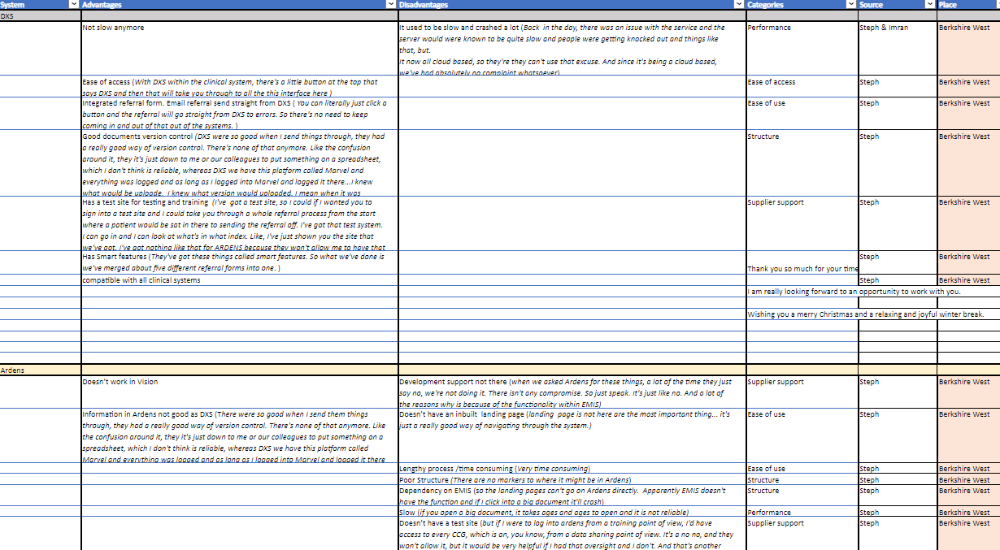 System Advantages Disadvantages Categories Source Place
DXS
Not slow anymore
It used to be slow and crashed a lot (Back in the day, there was an issue with the service and the
server would were known to be quite slow and people were getting knocked out and things like
that, but.
it now all cloud based, so they're they can't use that excuse. And since it's being a cloud based,
we've had absolutely no complaint whatsoever)
Performance
Steph & Imran
Berkshire West
Ease of access (With DXS within the clinical system, there's a little button at the top that
says DXS and then that will take you through to all the this interface here )
Ease of access
Steph
Berkshire West
Integrated referral form. Email referral send straight from DXS ( You can literally just click a
button and the referral will go straight from DXS to errors. So there's no need to keep
coming in and out of that out of the systems. )
Ease of use
Steph
Berkshire West
Good documents version control (DXS were so good when I send things through, they had
a really good way of version control. There's none of that anymore. Like the confusion
around it, they it's just down to me or our colleagues to put something on a spreadsheet,
which I don't think is reliable, whereas DXS we have this platform called Marvel and
everything was logged and as long as I logged into Marvel and logged it there...I knew
what would be uploade. I knew what version would uploaded. I mean when it was
Structure
Steph
Berkshire West
Has a test site for testing and training (I've got a test site, so I could if I wanted you to
sign into a test site and I could take you through a whole referral process from the start
where a patient would be sat in there to sending the referral off. I've got that test system.
I can go in and I can look at what's in what index. Like, I've just shown you the site that
we've got. I've got nothing like that for ARDENS because they won't allow me to have that
Supplier support
Steph
Berkshire West
Has Smart features (They've got these things called smart features. So what we've done is
we've merged about five different referral forms into one. )
Thank you so much for your time
Steph
Berkshire West
compatible with all clinical systems
Steph
Berkshire West
I am really looking forward to an opportunity to work with you.
Wishing you a merry Christmas and a relaxing and joyful winter break.
Ardens
Doesn't work in Vision
Development support not there (when we asked Ardens for these things, a lot of the time they just
say no, we're not doing it. There isn't any compromise. So just speak. It's just like no. And a lot of
the reasons why is because of the functionality within EMIS)
Supplier support
Steph
Berkshire West
Information in Ardens not good as DXS (There were so good when I send them things
through, they had a really good way of version control. There's none of that anymore. Like
the confusion around it, they it's just down to me or our colleagues to put something on a
spreadsheet, which I don't think is reliable, whereas DXS we have this platform called
Marvel and everything was logged and as long as I logged into Marvel and logged it there
Doesn't have an inbuilt landing page (landing page is not here are the most important thing... it's
just a really good way of navigating through the system.)
Ease of use
Steph
Berkshire West
Lengthy process /time consuming (Very time consuming)
Ease of use
Steph
Berkshire West
Poor Structure (There are no markers to where it might be in Ardens)
Structure
Steph
Berkshire West
Dependency on EMIS (so the landing pages can't go on Ardens directly. Apparently EMIS doesn't
have the function and if I click into a big document it'll crash)
Structure
Steph
Berkshire West
Slow (if you open a big document, it takes ages and ages to open and it is not reliable)
Performance
Steph
Berkshire West
Doesn't have a test site (but if I were to log into ardens from a training point of view, I'd have
access to every CCG, which is an, you know, from a data sharing point of view. It's a no no, and they
won't allow it, but it would be very helpful if I had that oversight and I don't. And that's another
Supplier support
Steph
Berkshire West